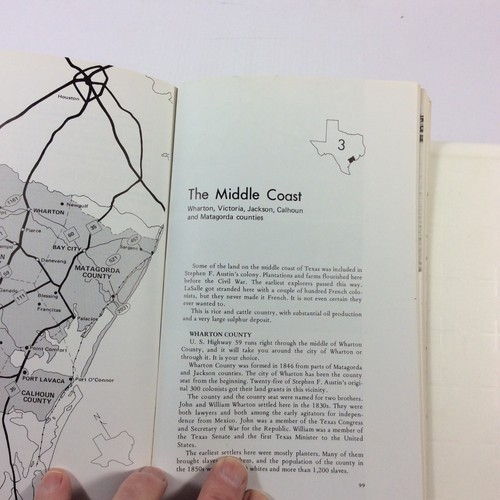 Houston
Newgulf
WHARTON
Pierce
BAY CITY
Danevang
MATAGORDA
COUNTY
Sargent
Blessing
Francitas
Palacios
Point Comfort
PORT LAVACA
Port O'Connor
CALHOUN
COUNTY
3
The Middle Coast
Wharton, Victoria, Jackson, Calhoun
and Matagorda counties
Some of the land on the middle coast of Texas was included in
Stephen F. Austin's colony. Plantations and farms flourished here
before the Civil War. The earliest explorers passed this way.
LaSalle got stranded here with a couple of hundred French colo-
nists, but they never made it French. It is not even certain they
ever wanted to.
This is rice and cattle country, with substantial oil production
and a very large sulphur deposit.
WHARTON COUNTY
U. S. Highway 59 runs right through the middle of Wharton
County, and it will take you around the city of Wharton or
through it. It is your choice.
Wharton County was formed in 1846 from parts of Matagorda
and Jackson counties. The city of Wharton has been the county
seat from the beginning. Twenty-five of Stephen F. Austin's origi-
nal 300 colonists got their land grants in this vicinity.
The county and the county seat were named for two brothers.
John and William Wharton settled here in the 1830s. They were
both lawyers and both among the early agitators for indepen-
dence from Mexico. John was a member of the Texas Congress
and Secretary of War for the Republic. William was a member of
the Texas Senate and the first Texas Minister to the United
States.
The earliest settlers here were mostly planters. Many of them
brought slaves them, and the population of the county in
the 1850s whites and more than 1,200 slaves.
99